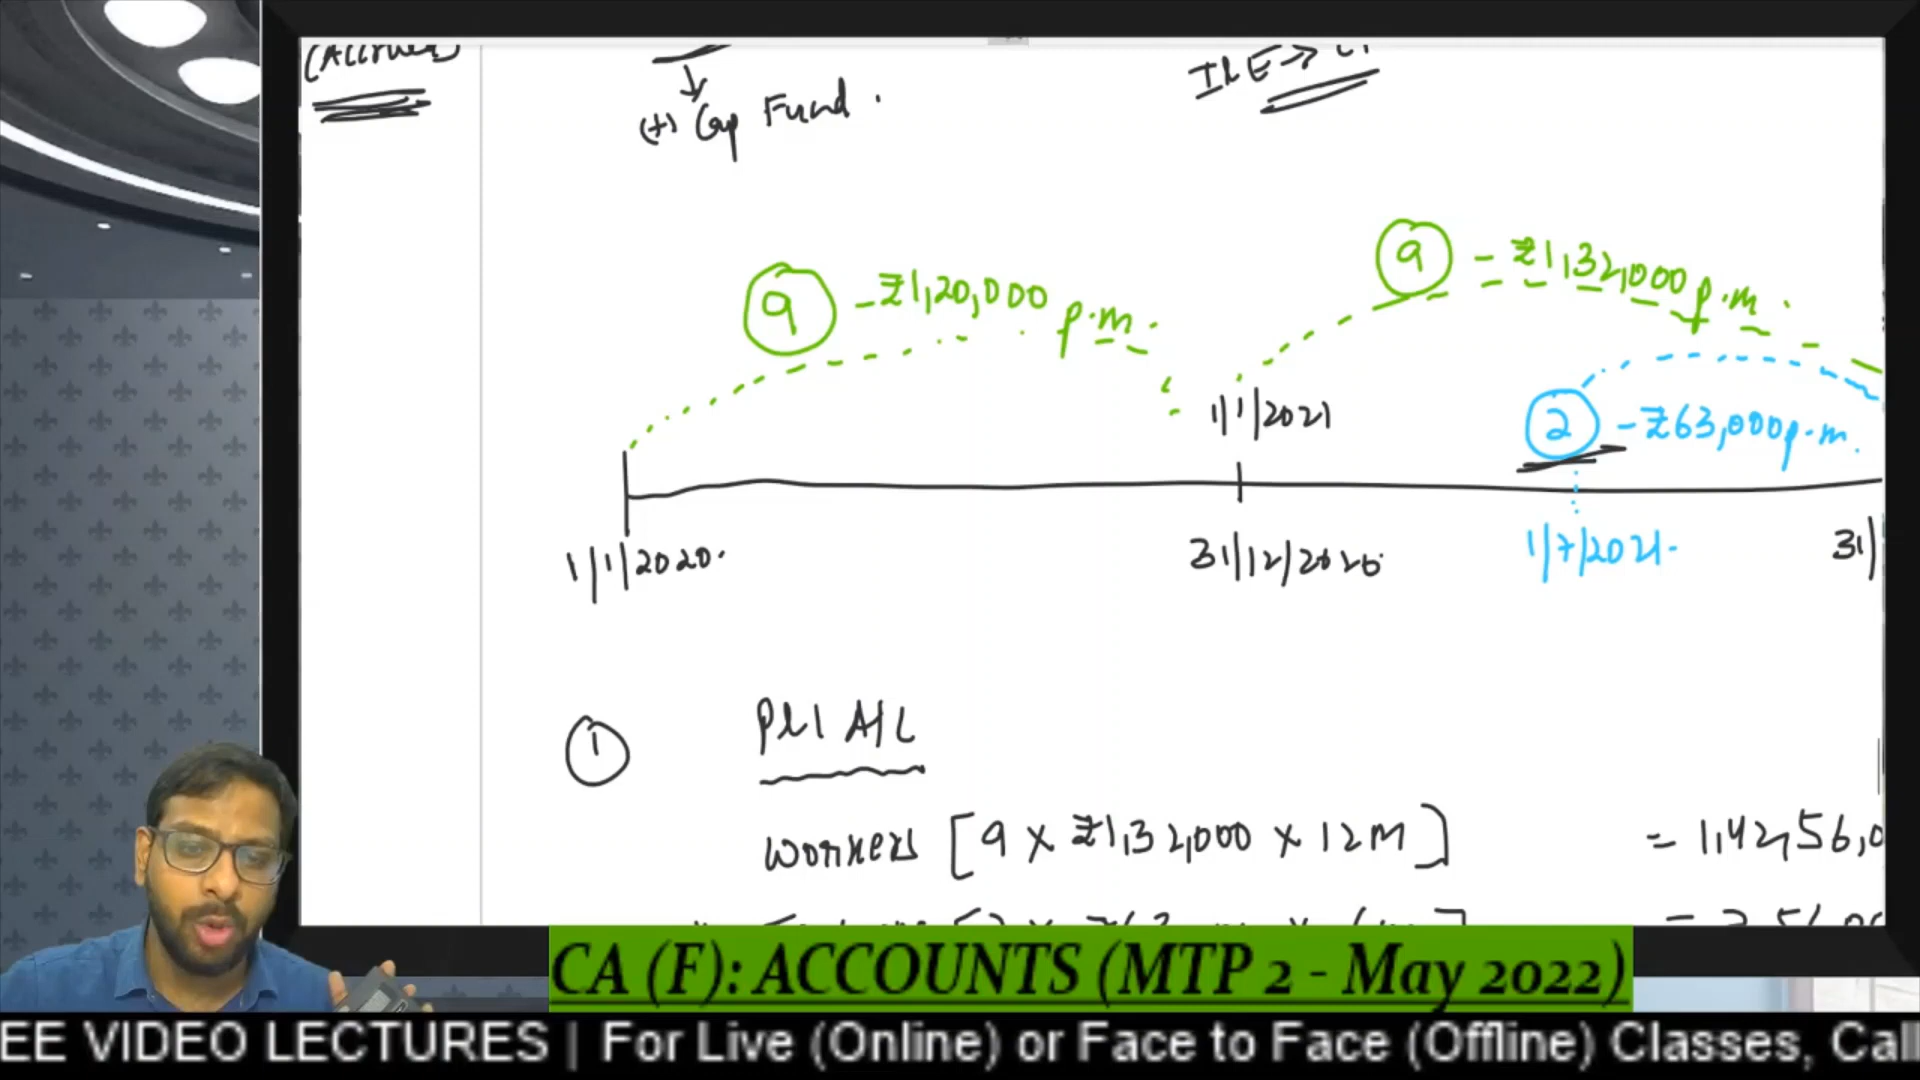 (Accrued)
(+) Cap Fund.
I & E →
9 - ₹1,20,000 p.m.
9 - ₹1,32,000 p.m.
1/1/2021
2 - ₹63,000 p.m.
1/1/2020.
31/12/2020
1/7/2021.
31/
1
P&L A/C
Workers [9 × ₹1,32,000 × 12m]
= 1,42,56,0
CA (F): ACCOUNTS (MTP 2 - May 2022)
EE VIDEO LECTURES | For Live (Online) or Face to Face (Offline) Classes, Call